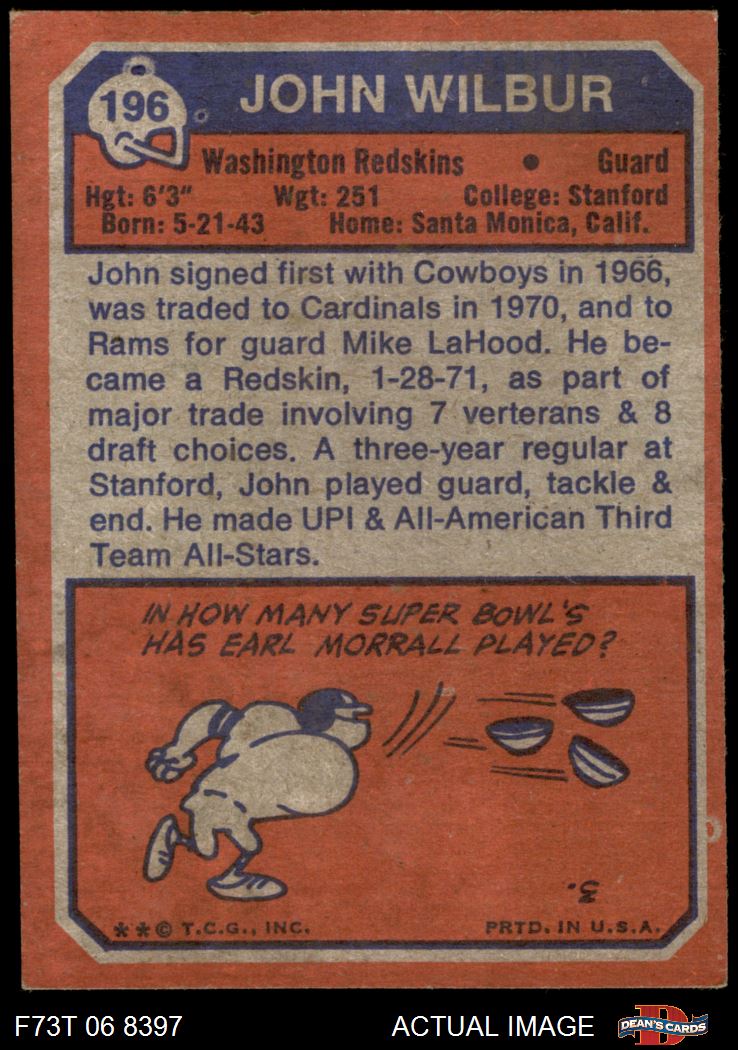 196
JOHN WILBUR
Washington Redskins • Guard
Hgt: 6'3" Wgt: 251 College: Stanford
Born: 5-21-43 Home: Santa Monica, Calif.
John signed first with Cowboys in 1966,
was traded to Cardinals in 1970, and to
Rams for guard Mike LaHood. He be-
came a Redskin, 1-28-71, as part of
major trade involving 7 verterans & 8
draft choices. A three-year regular at
Stanford, John played guard, tackle &
end. He made UPI & All-American Third
Team All-Stars.
IN HOW MANY SUPER BOWL'S
HAS EARL MORRALL PLAYED?
3.
**© T.C.G., INC. PRTD. IN U.S.A.
F73T 06 8397 ACTUAL IMAGE
D
DEAN'S CARDS